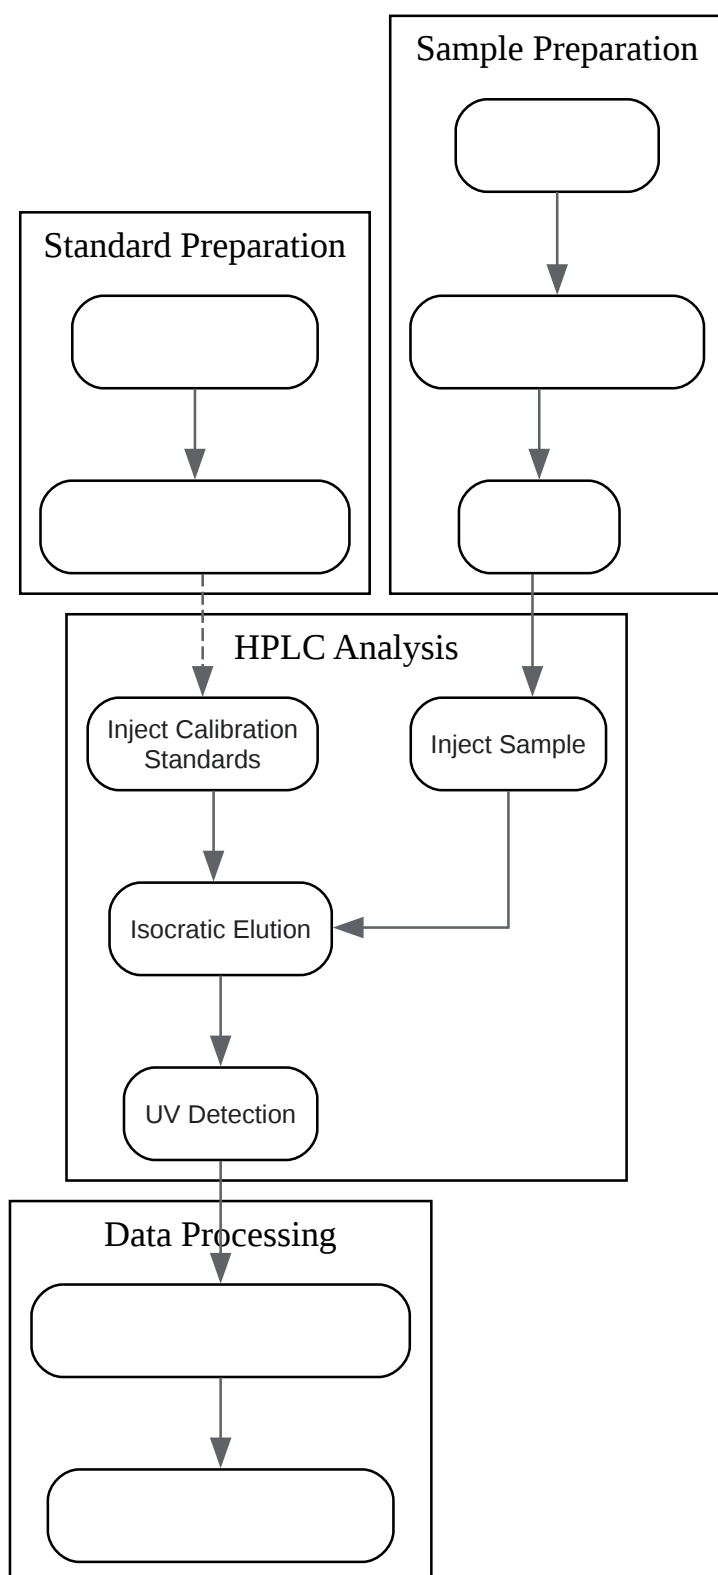 Sample Preparation
Standard Preparation
HPLC Analysis
Inject Calibration
Standards
Inject Sample
Isocratic Elution
UV Detection
Data Processing